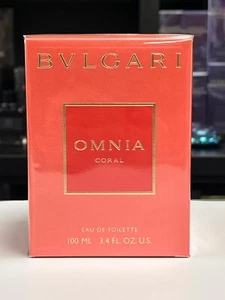 BVLGARI
OMNIA
CORAL
EAU DE TOILETTE
100 ML 3.4 FL. OZ. U.S.